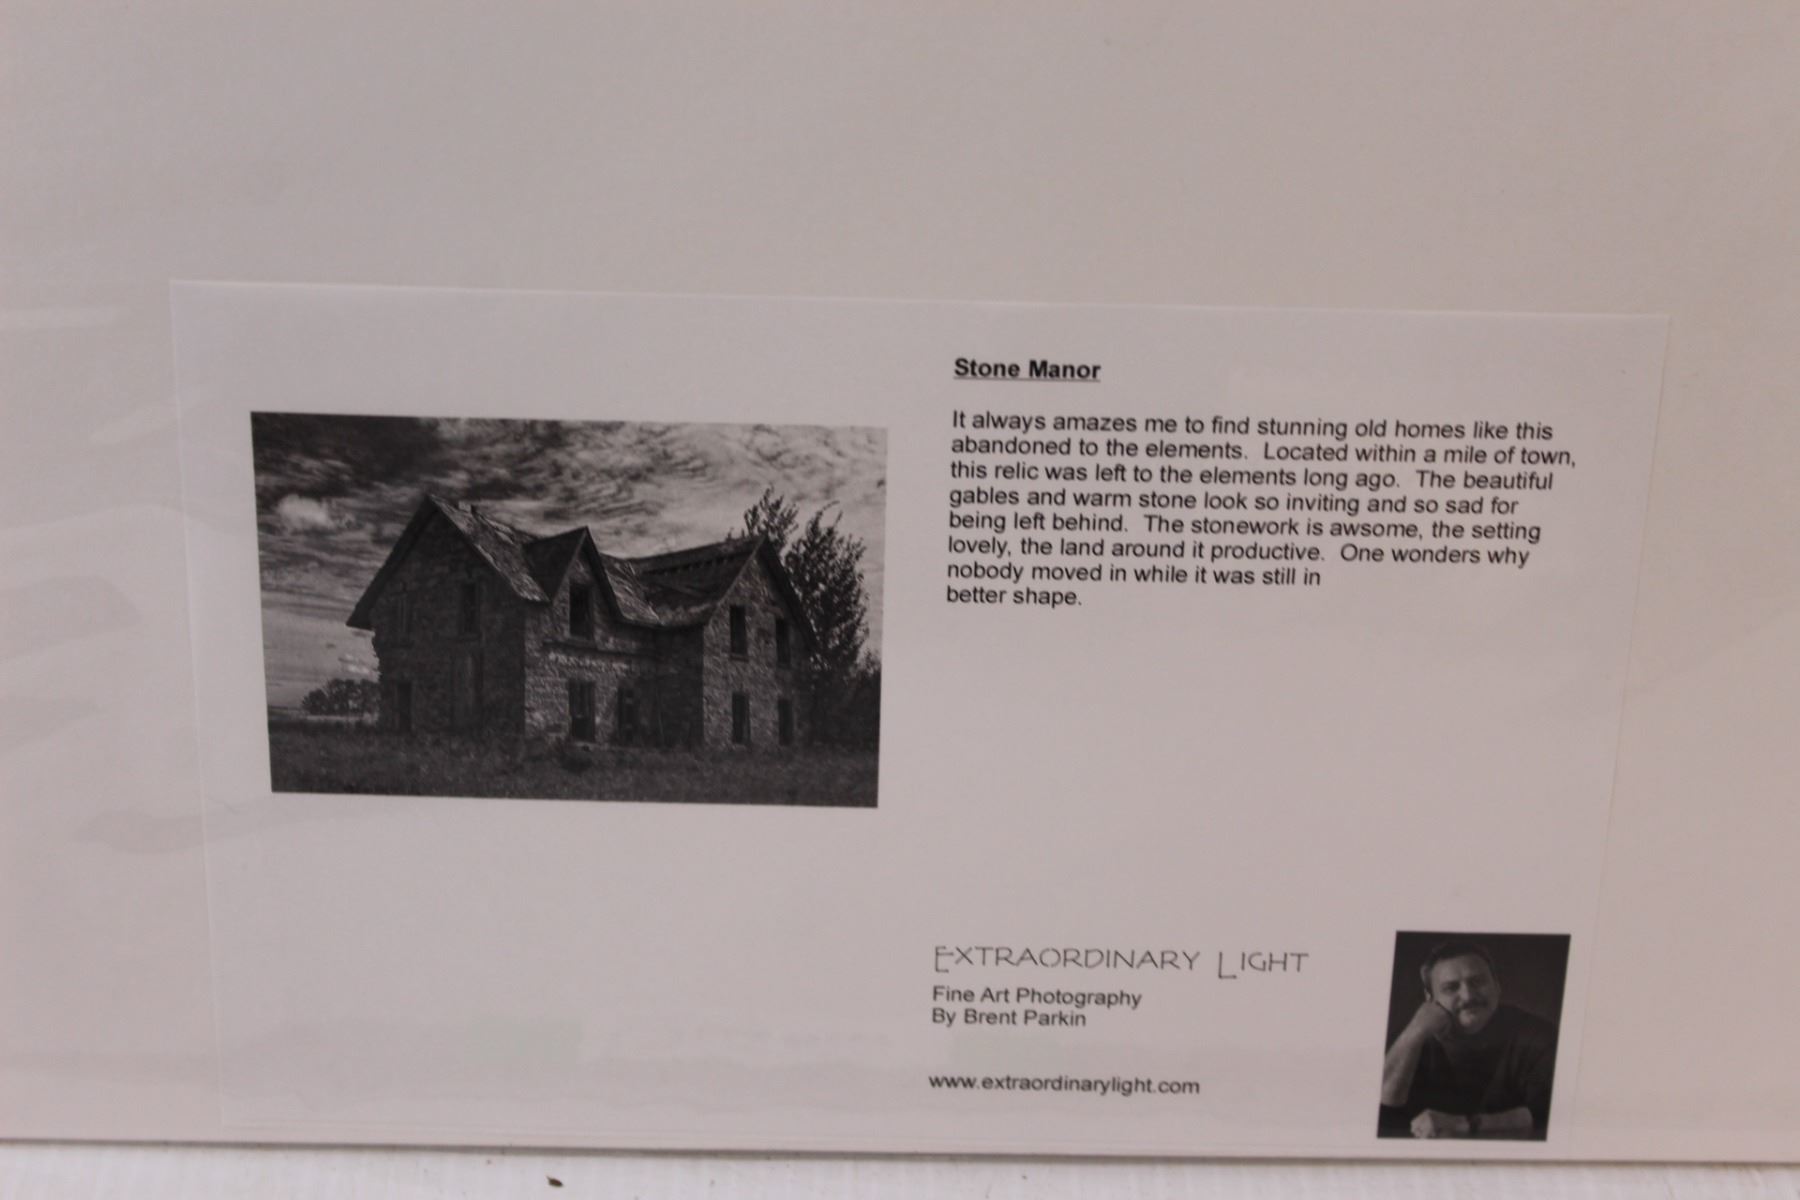 Stone Manor
It always amazes me to find stunning old homes like this
abandoned to the elements.  Located within a mile of town,
this relic was left to the elements long ago.  The beautiful
gables and warm stone look so inviting and so sad for
being left behind.  The stonework is awsome, the setting
lovely, the land around it productive.  One wonders why
nobody moved in while it was still in
better shape.
EXTRAORDINARY LIGHT
Fine Art Photography
By Brent Parkin
www.extraordinarylight.com